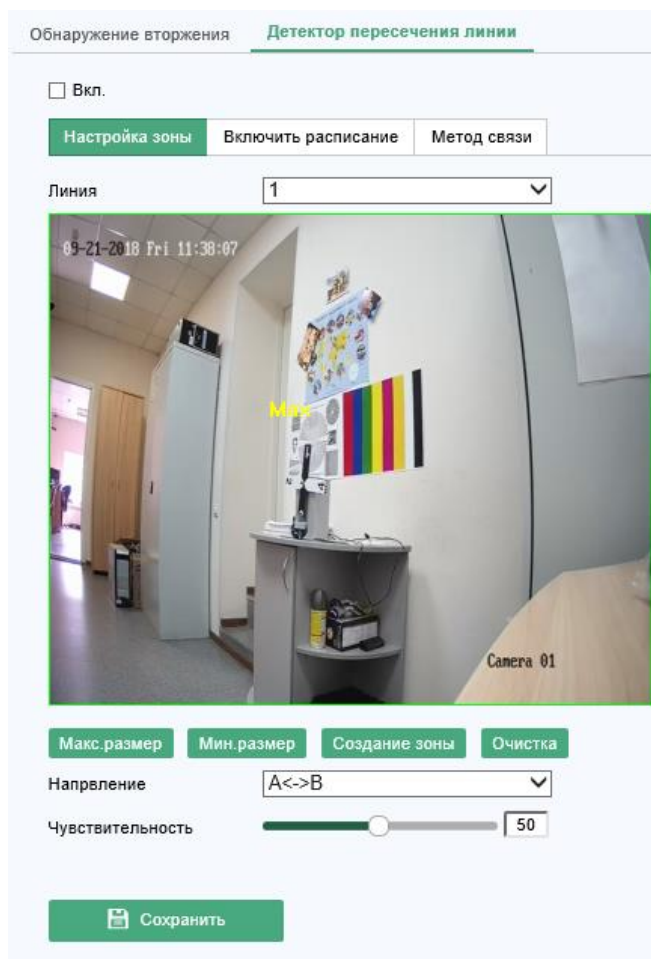 Обнаружение вторжения Детектор пересечения линии
Вкл.
Настройка зоны Включить расписание Метод связи
Линия 1
09-21-2018 Fri 11:38:07
Max
Camera 01
Макс.размер Мин.размер Создание зоны Очистка
Напрвление A<->B
Чувствительность 50
Сохранить